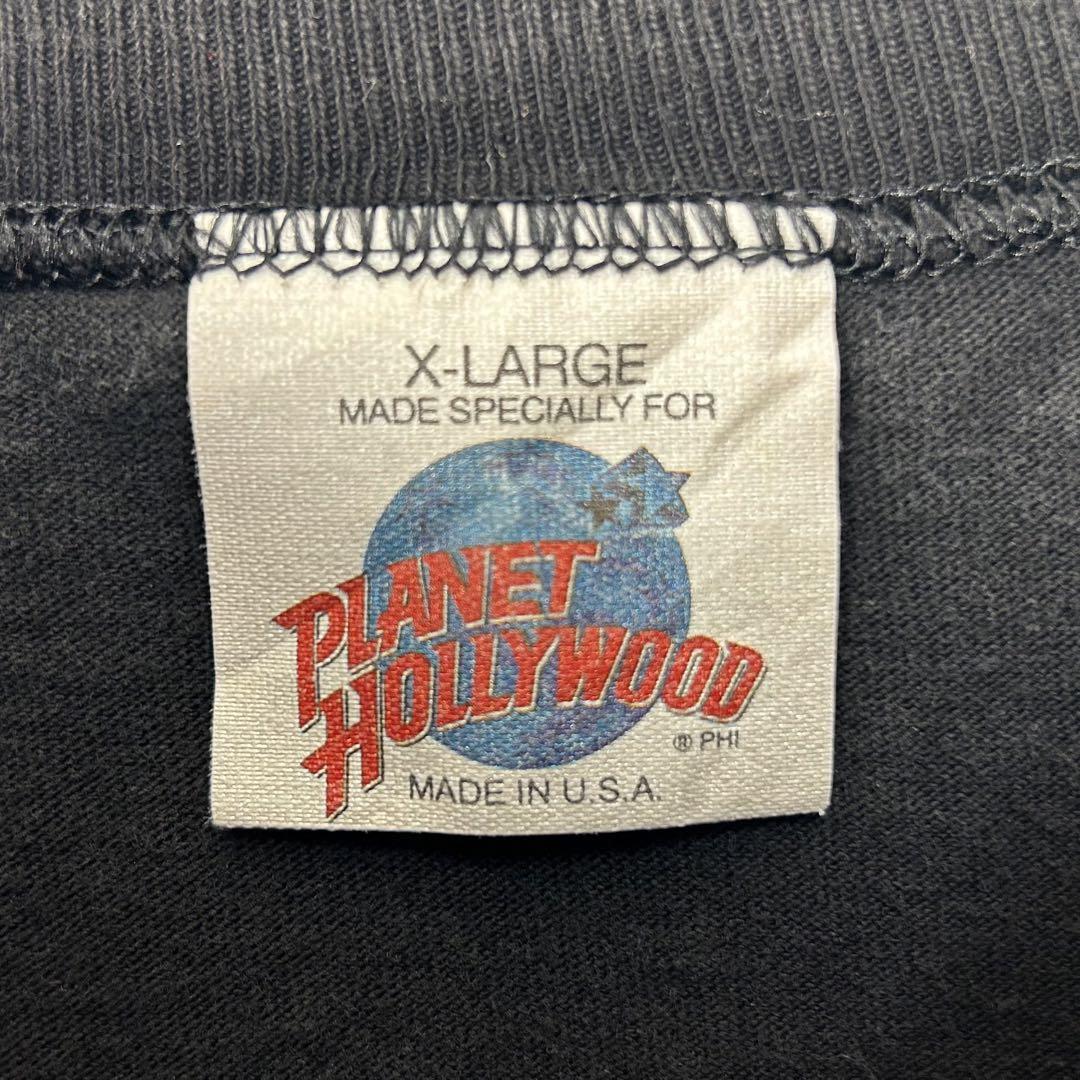 X-LARGE
MADE SPECIALLY FOR
PLANET
HOLLYWOOD
® PHI
MADE IN U.S.A.